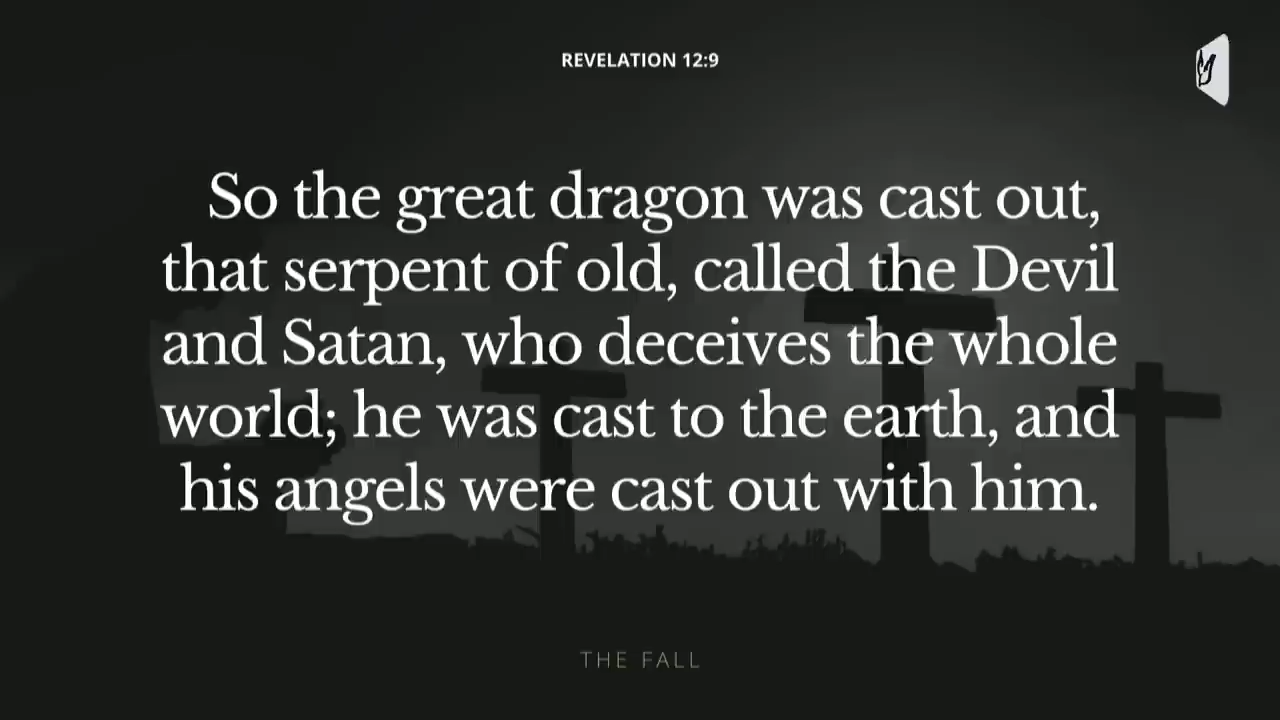 REVELATION 12:9
So the great dragon was cast out,
that serpent of old, called the Devil
and Satan, who deceives the whole
world; he was cast to the earth, and
his angels were cast out with him.
THE FALL